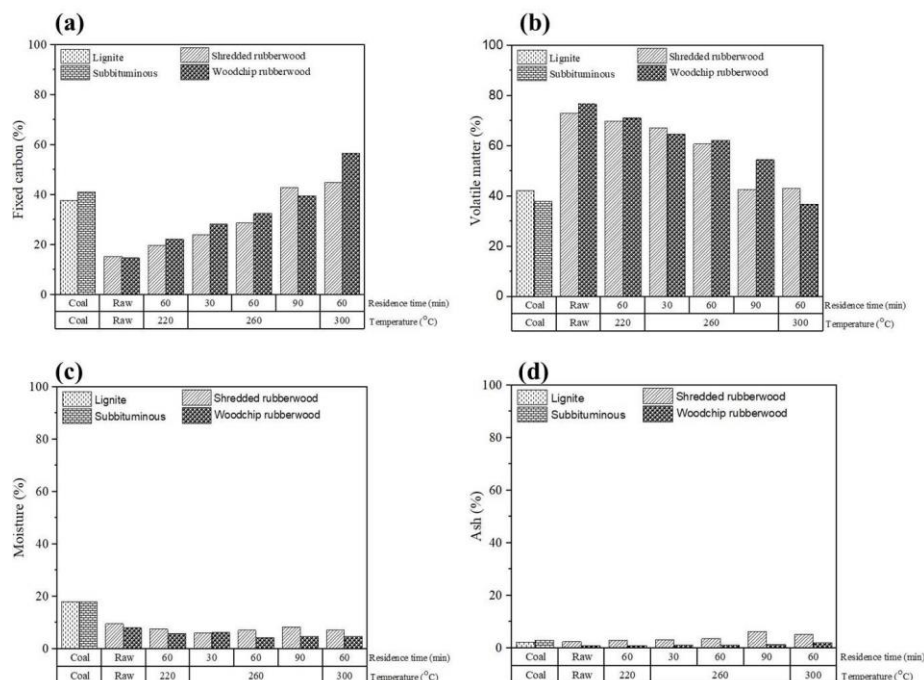 (a)
100
80
60
40
20
0
Fixed carbon (%)
Lignite
Subbituminous
Shredded rubberwood
Woodchip rubberwood
Coal Raw 60 30 60 90 60 Residence time (min)
Coal Raw 220 260 300 Temperature (°C)
(b)
100
80
60
40
20
0
Volatile matter (%)
Lignite
Subbituminous
Shredded rubberwood
Woodchip rubberwood
Coal Raw 60 30 60 90 60 Residence time (min)
Coal Raw 220 260 300 Temperature (°C)
(c)
100
80
60
40
20
0
Moisture (%)
Lignite
Subbituminous
Shredded rubberwood
Woodchip rubberwood
Coal Raw 60 30 60 90 60 Residence time (min)
Coal Raw 220 260 300 Temperature (°C)
(d)
100
80
60
40
20
0
Ash (%)
Lignite
Subbituminous
Shredded rubberwood
Woodchip rubberwood
Coal Raw 60 30 60 90 60 Residence time (min)
Coal Raw 220 260 300 Temperature (°C)